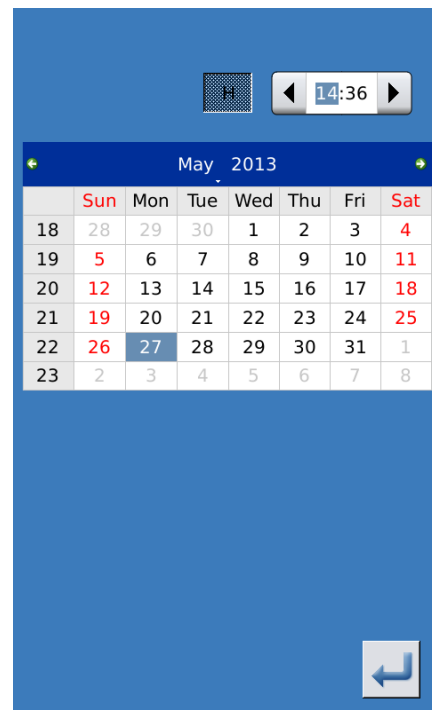 H 14:36
May 2013
Sun Mon Tue Wed Thu Fri Sat
18 28 29 30 1 2 3 4
19 5 6 7 8 9 10 11
20 12 13 14 15 16 17 18
21 19 20 21 22 23 24 25
22 26 27 28 29 30 31 1
23 2 3 4 5 6 7 8